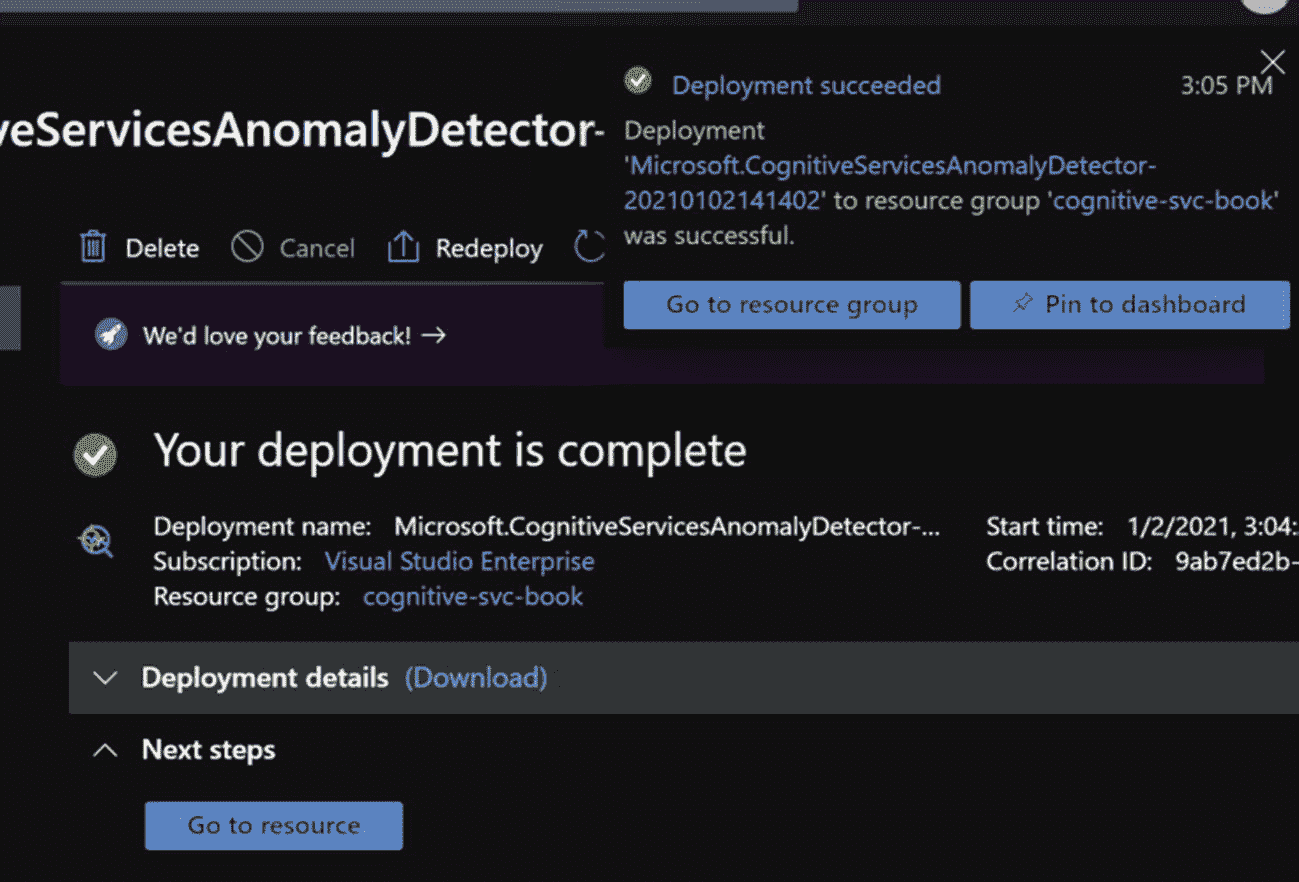 veServicesAnomalyDetector-
Deployment succeeded 3:05 PM
Deployment
'Microsoft.CognitiveServicesAnomalyDetector-
20210102141402' to resource group 'cognitive-svc-book'
was successful.
Go to resource group Pin to dashboard
Delete Cancel Redeploy
We'd love your feedback! →
Your deployment is complete
Deployment name: Microsoft.CognitiveServicesAnomalyDetector-... Start time: 1/2/2021, 3:04:
Subscription: Visual Studio Enterprise Correlation ID: 9ab7ed2b-
Resource group: cognitive-svc-book
Deployment details (Download)
Next steps
Go to resource